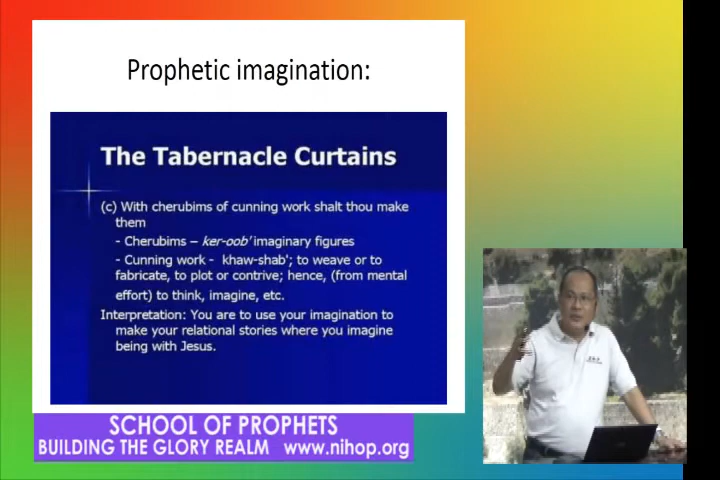 Prophetic imagination:
The Tabernacle Curtains
(c) With cherubims of cunning work shalt thou make
them
- Cherubims – ker-oob' imaginary figures
- Cunning work - khaw-shab'; to weave or to
fabricate, to plot or contrive; hence, (from mental
effort) to think, imagine, etc.
Interpretation: You are to use your imagination to
make your relational stories where you imagine
being with Jesus.
SCHOOL OF PROPHETS
BUILDING THE GLORY REALM www.nihop.org